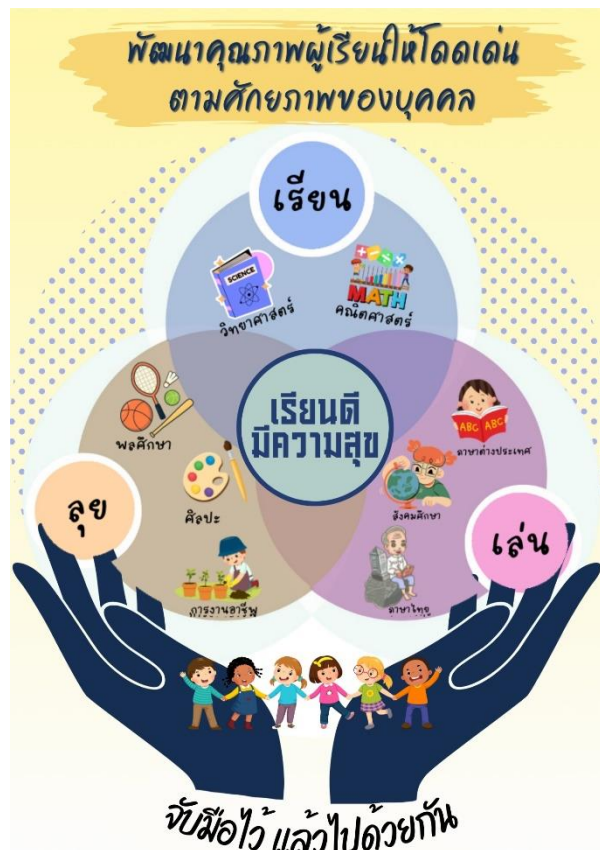 พัฒนาคุณภาพผู้เรียนให้โดดเด่น
ตามศักยภาพของบุคคล
เรียน
SCIENCE
วิทยาศาสตร์
MATH
คณิตศาสตร์
พลศึกษา
เรียนดี
มีความสุข
ABC ABC
ภาษาต่างประเทศ
ศิลปะ
สังคมศึกษา
ลุย
เล่น
การงานอาชีพ
ภาษาไทย
จับมือไว้ แล้วไปด้วยกัน